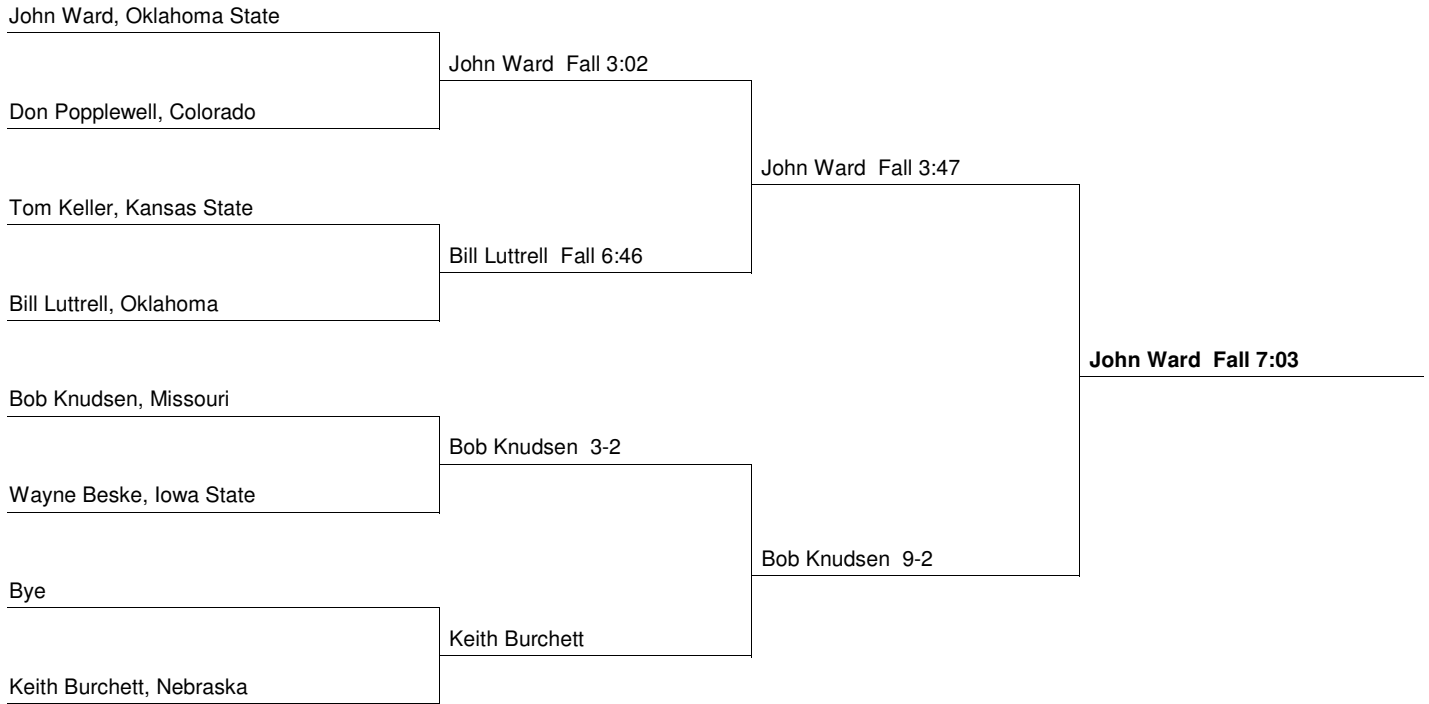 John Ward, Oklahoma State
John Ward  Fall 3:02
Don Popplewell, Colorado
John Ward  Fall 3:47
Tom Keller, Kansas State
Bill Luttrell  Fall 6:46
Bill Luttrell, Oklahoma
John Ward  Fall 7:03
Bob Knudsen, Missouri
Bob Knudsen  3-2
Wayne Beske, Iowa State
Bob Knudsen  9-2
Bye
Keith Burchett
Keith Burchett, Nebraska